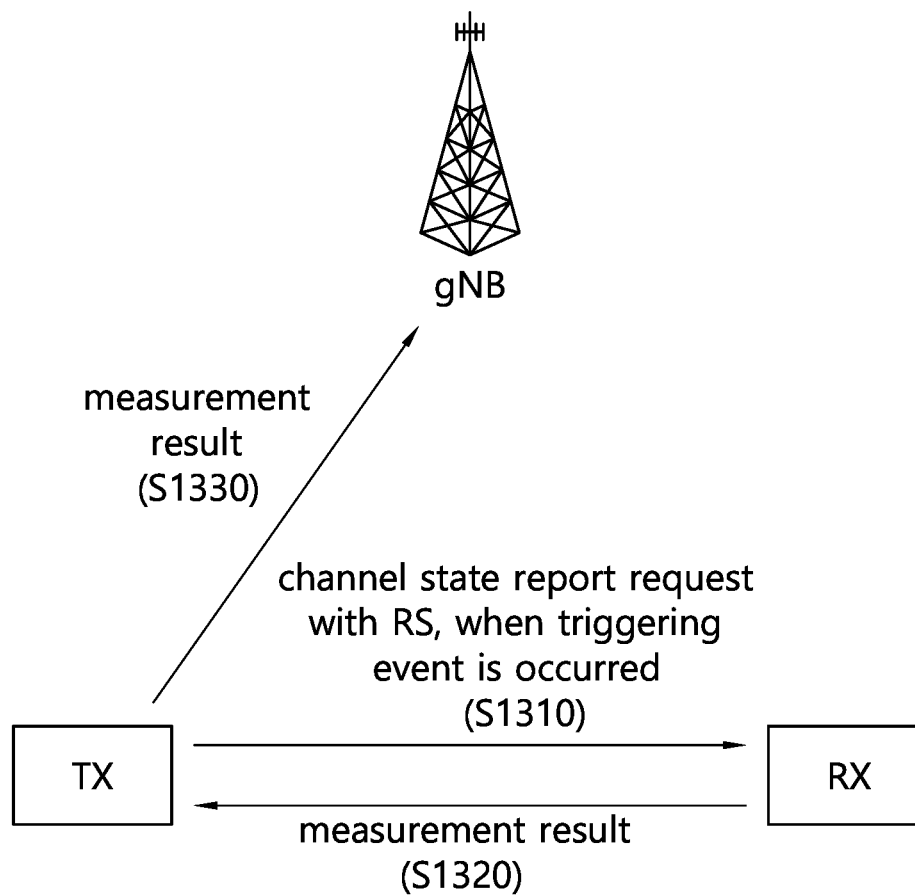 gNB
measurement
result
(S1330)
channel state report request
with RS, when triggering
event is occurred
(S1310)
TX
RX
measurement result
(S1320)